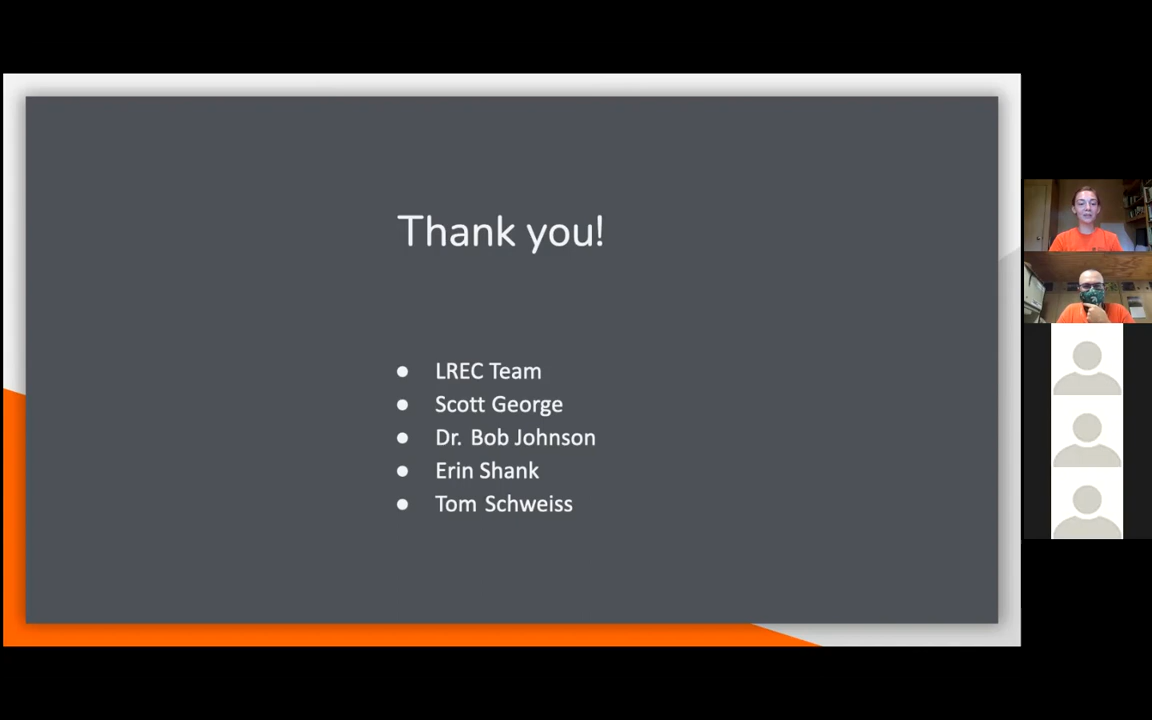 Thank you!
● LREC Team
● Scott George
● Dr. Bob Johnson
● Erin Shank
● Tom Schweiss